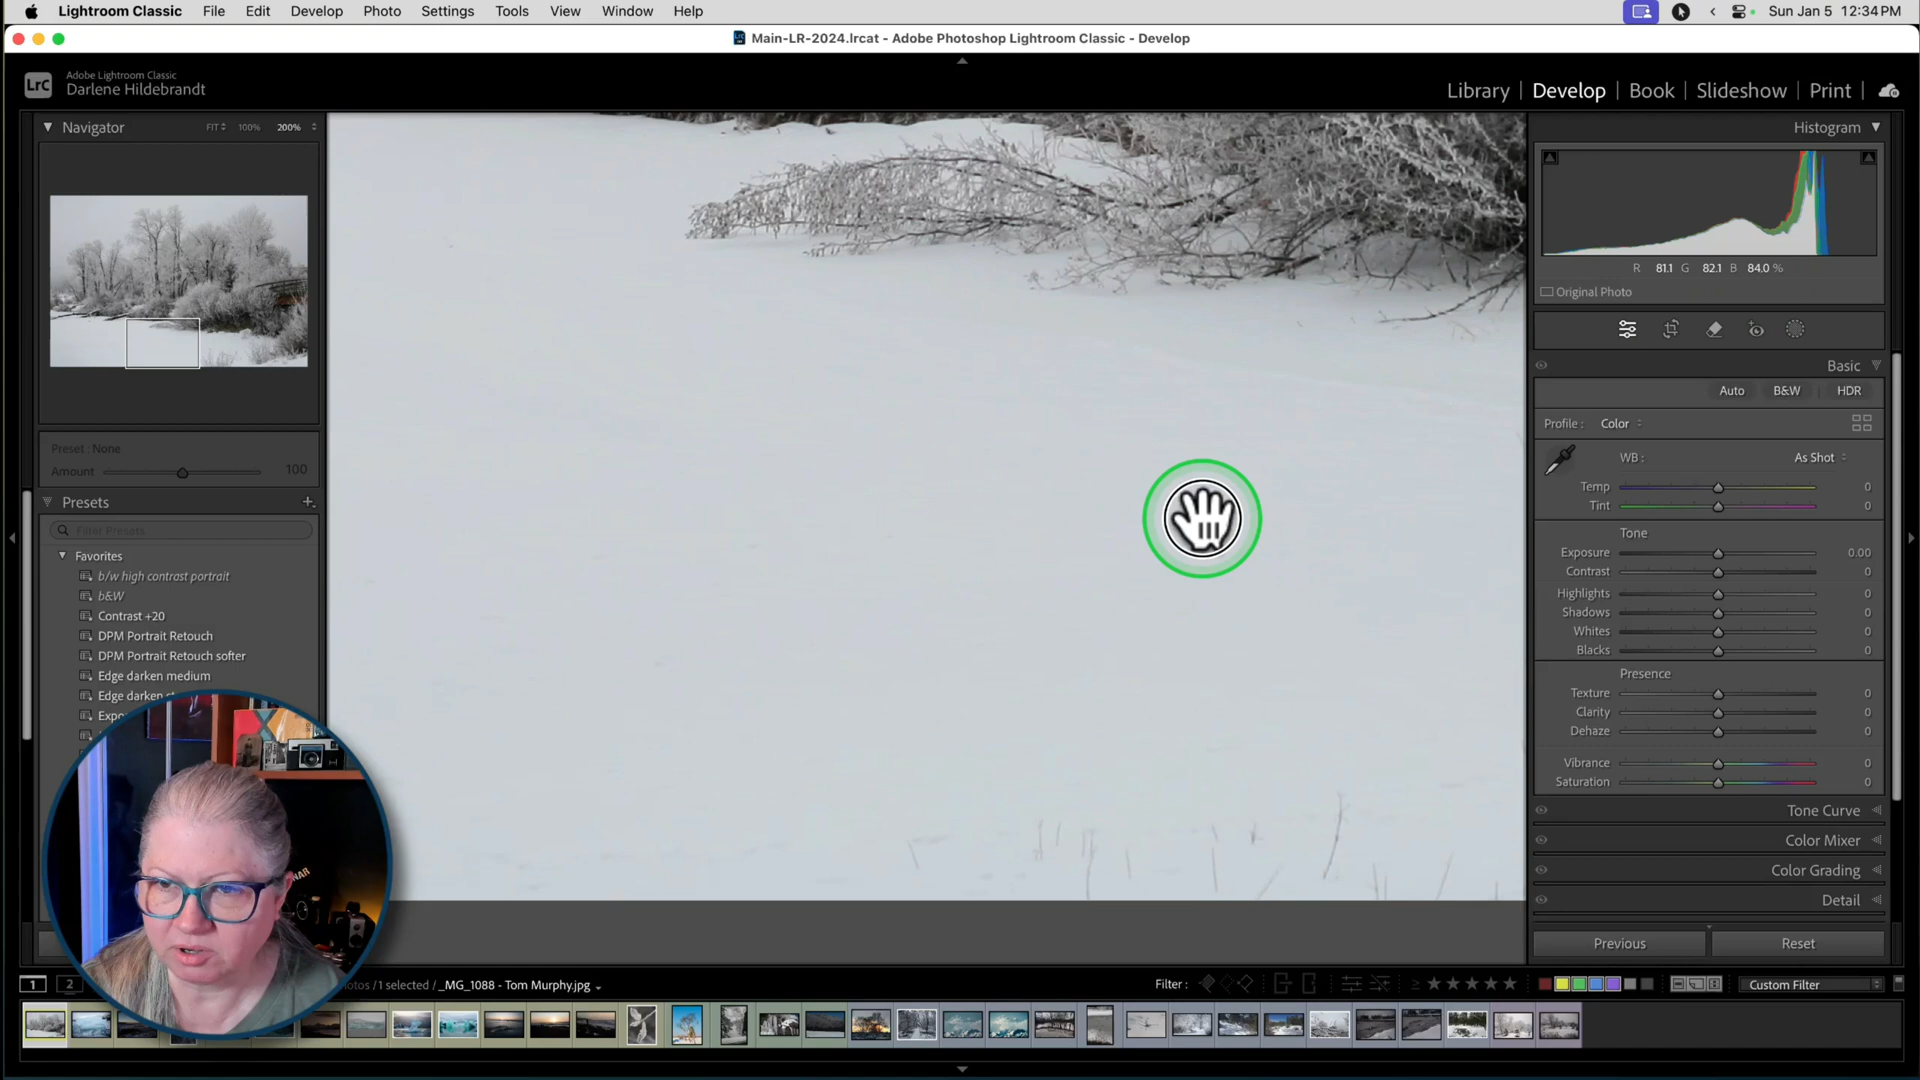 Lightroom Classic File Edit Develop Photo Settings Tools View Window Help Sun Jan 5 12:34 PM
Main-LR-2024.lrcat - Adobe Photoshop Lightroom Classic - Develop
LrC Adobe Lightroom Classic
Darlene Hildebrandt
Library | Develop | Book | Slideshow | Print |
Navigator FIT 100% 200%
Histogram
R 81.1 G 82.1 B 84.0 %
Original Photo
Basic
Auto B&W HDR
Profile : Color
WB : As Shot
Temp 0
Tint 0
Tone
Exposure 0.00
Contrast 0
Highlights 0
Shadows 0
Whites 0
Blacks 0
Presence
Texture 0
Clarity 0
Dehaze 0
Vibrance 0
Saturation 0
Tone Curve
Color Mixer
Color Grading
Detail
Previous Reset
Preset : None
Amount 100
Presets
Filter Presets
Favorites
b/w high contrast portrait
b&W
Contrast +20
DPM Portrait Retouch
DPM Portrait Retouch softer
Edge darken medium
Edge darken
1 2 /1 selected / _MG_1088 - Tom Murphy.jpg Filter : Custom Filter